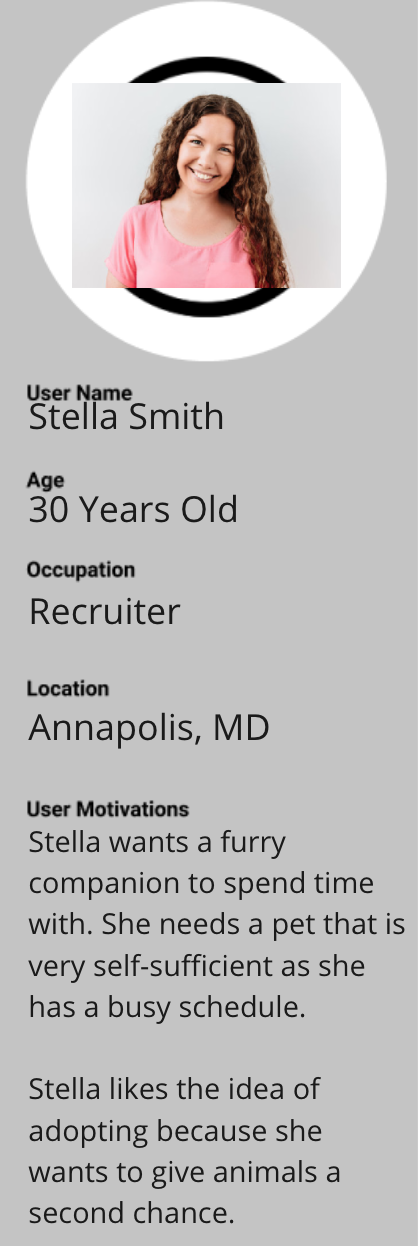 User Name
Stella Smith
Age
30 Years Old
Occupation
Recruiter
Location
Annapolis, MD
User Motivations
Stella wants a furry
companion to spend time
with. She needs a pet that is
very self-sufficient as she
has a busy schedule.
Stella likes the idea of
adopting because she
wants to give animals a
second chance.